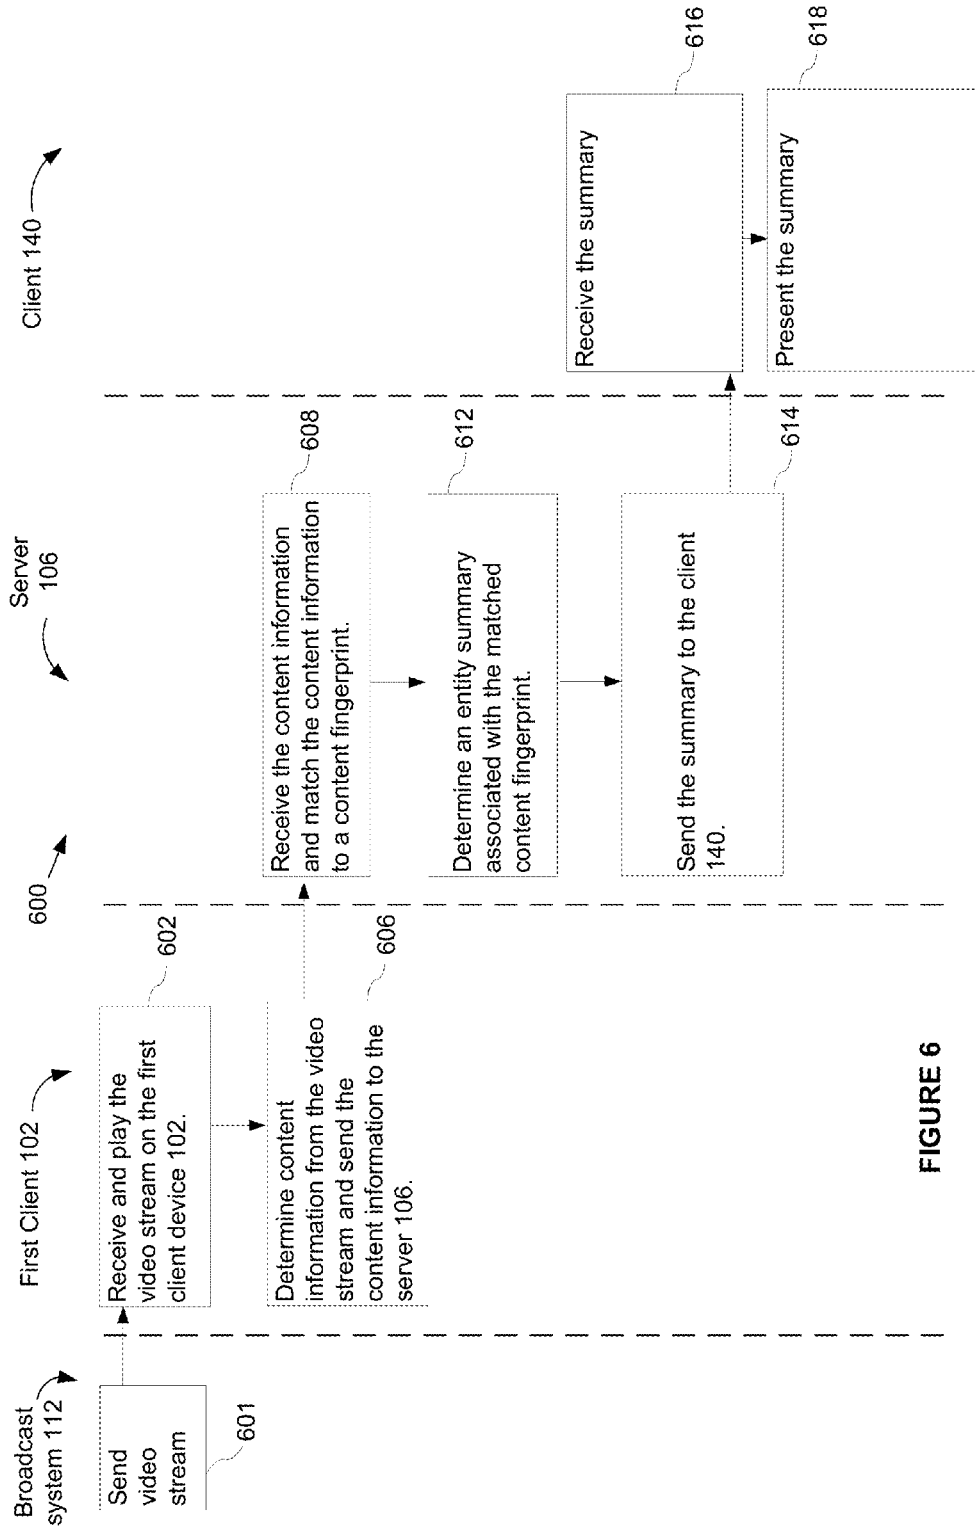 Broadcast
system 112
First Client 102
600
Server
106
Client 140
Send
video
stream
601
Receive and play the
video stream on the first
client device 102.
602
Determine content
information from the video
stream and send the
content information to the
server 106.
606
Receive the content information
and match the content information
to a content fingerprint.
608
Determine an entity summary
associated with the matched
content fingerprint.
612
Send the summary to the client
140.
614
Receive the summary
616
Present the summary
618
FIGURE 6